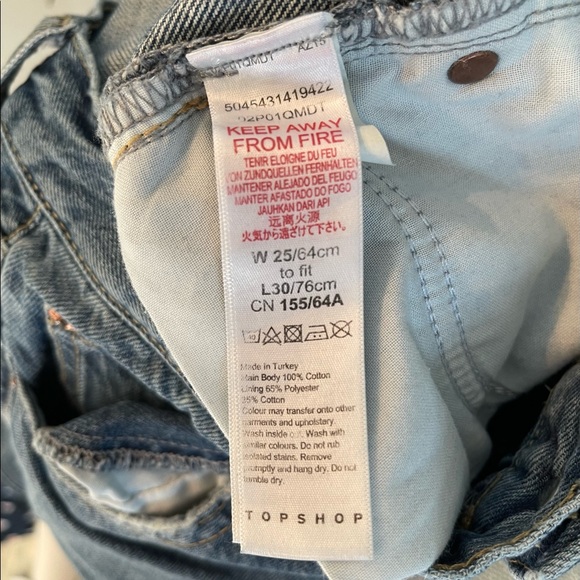 01QMDT AZ15
5045431419422
02P01QMDT
KEEP AWAY
FROM FIRE
TENIR ELOIGNE DU FEU
VON ZUNDQUELLEN FERNHALTEN
MANTENER ALEJADO DEL FEUGO
MANTER AFASTADO DO FOGO
JAUHKAN DARI API
远离火源
火気から遠ざけて下さい
W 25/64cm
to fit
L30/76cm
CN 155/64A
Made in Turkey
Main Body 100% Cotton
Lining 65% Polyester
35% Cotton
Colour may transfer onto other
garments and upholstery.
Wash inside out. Wash with
similar colours. Do not rub
isolated stains. Remove
promptly and hang dry. Do not
tumble dry.
TOPSHOP